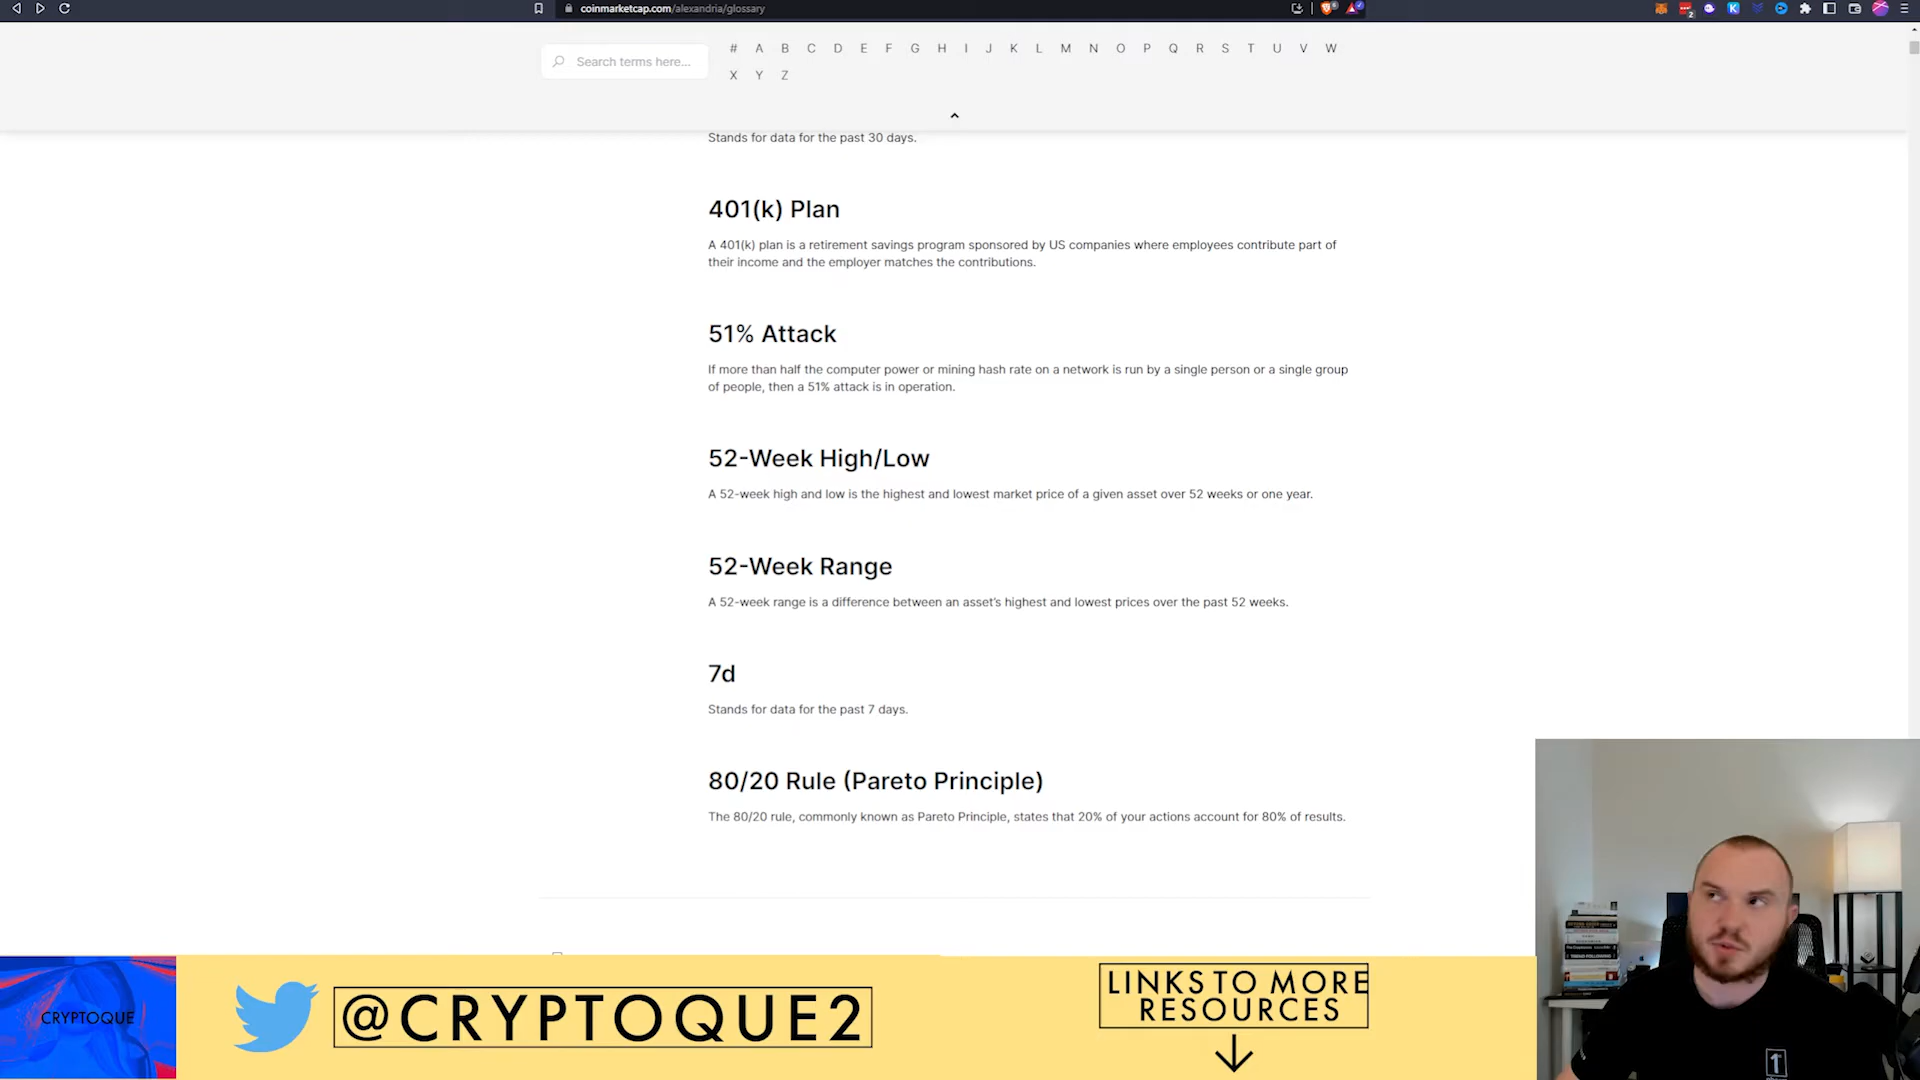 coinmarketcap.com/alexandria/glossary
Search terms here...
# A B C D E F G H I J K L M N O P Q R S T U V W
X Y Z
Stands for data for the past 30 days.
401(k) Plan
A 401(k) plan is a retirement savings program sponsored by US companies where employees contribute part of
their income and the employer matches the contributions.
51% Attack
If more than half the computer power or mining hash rate on a network is run by a single person or a single group
of people, then a 51% attack is in operation.
52-Week High/Low
A 52-week high and low is the highest and lowest market price of a given asset over 52 weeks or one year.
52-Week Range
A 52-week range is a difference between an asset's highest and lowest prices over the past 52 weeks.
7d
Stands for data for the past 7 days.
80/20 Rule (Pareto Principle)
The 80/20 rule, commonly known as Pareto Principle, states that 20% of your actions account for 80% of results.
CRYPTOQUE
@CRYPTOQUE2
LINKS TO MORE
RESOURCES